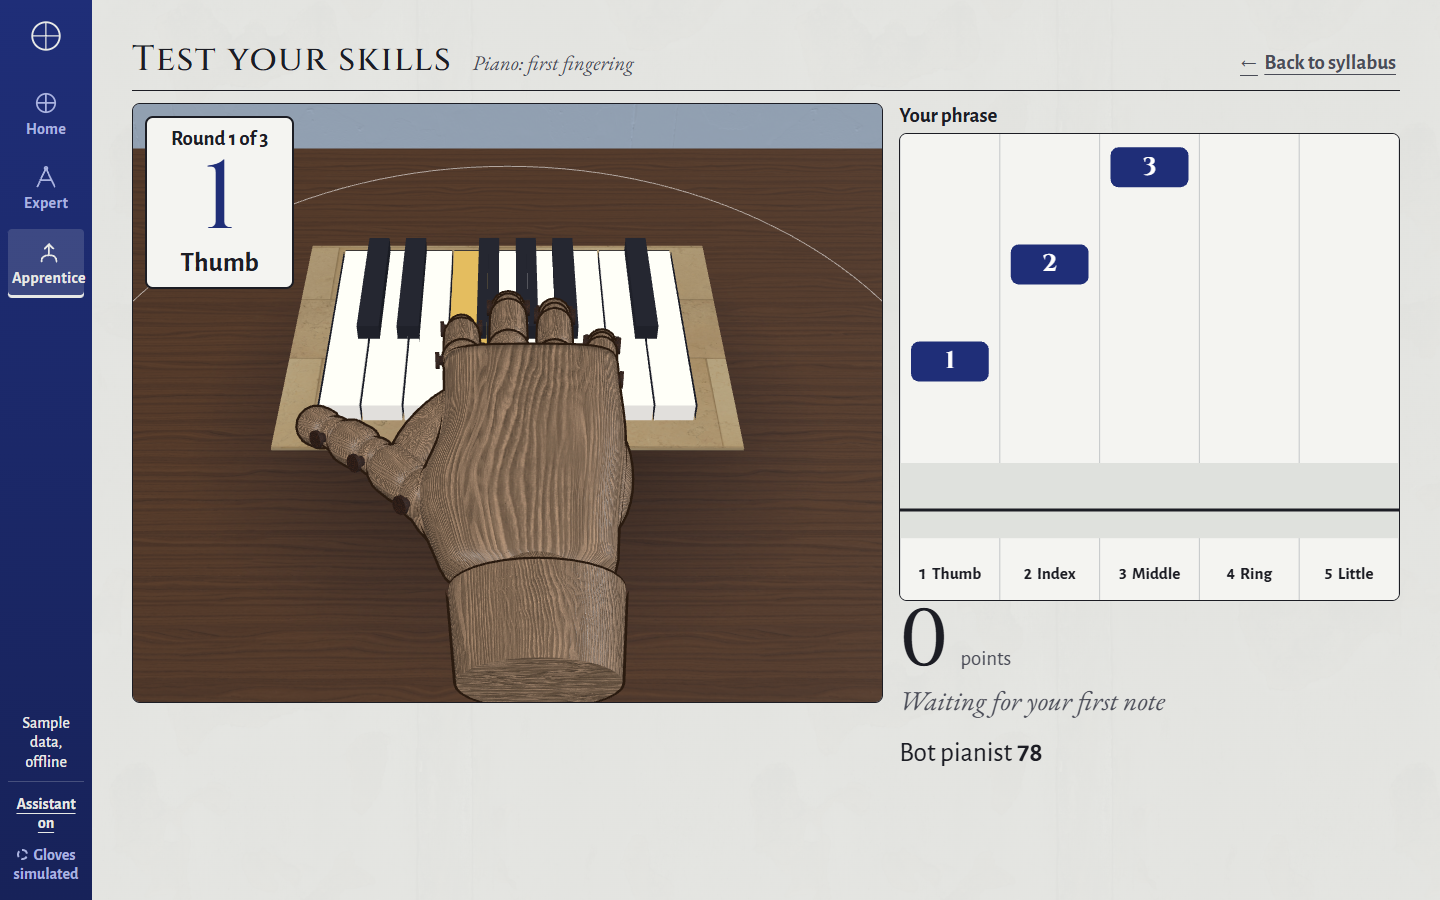 Home
Expert
Apprentice
Sample
data,
offline
Assistant
on
Gloves
simulated
TEST YOUR SKILLS
Piano: first fingering
← Back to syllabus
Round 1 of 3
1
Thumb
Your phrase
3
2
1
1 Thumb
2 Index
3 Middle
4 Ring
5 Little
0 points
Waiting for your first note
Bot pianist 78